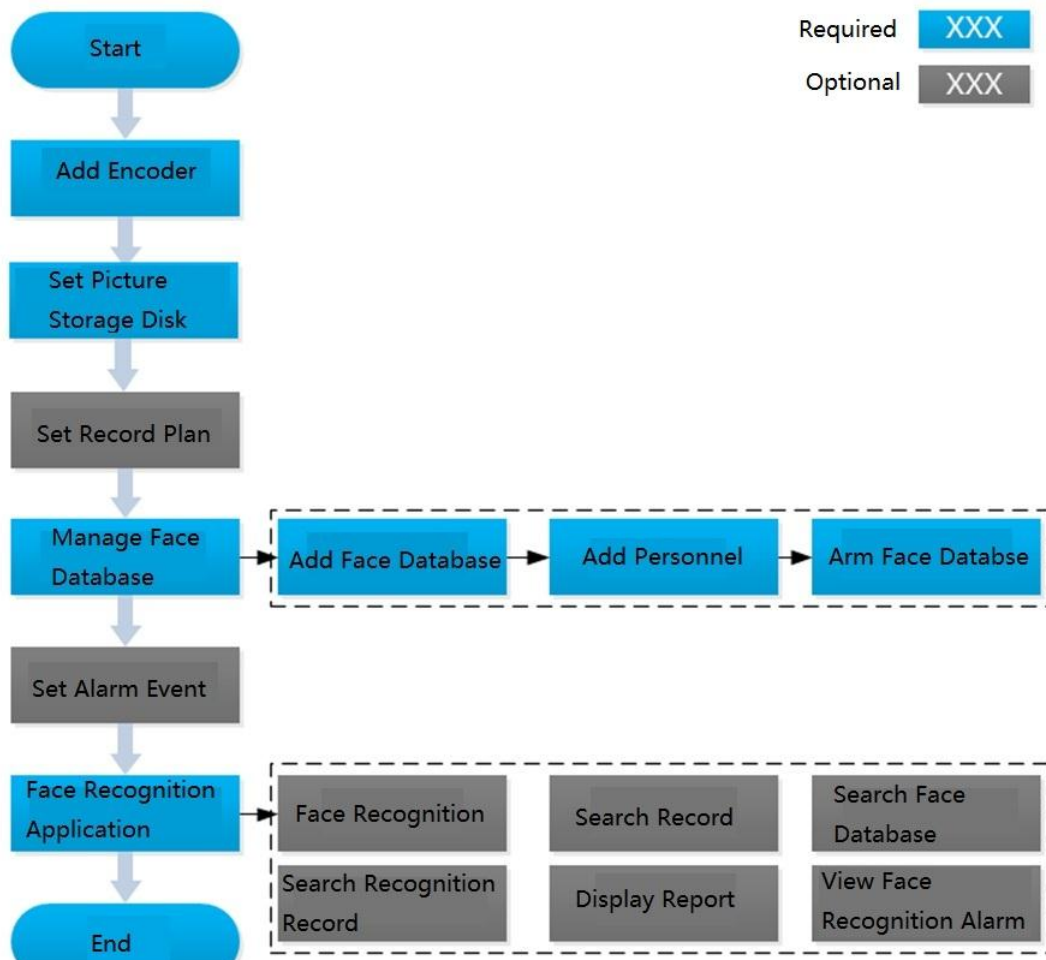 Start
Required XXX
Optional XXX
Add Encoder
Set Picture
Storage Disk
Set Record Plan
Manage Face
Database
Add Face Database
Add Personnel
Arm Face Databse
Set Alarm Event
Face Recognition
Application
Face Recognition
Search Record
Search Face
Database
Search Recognition
Record
Display Report
View Face
Recognition Alarm
End